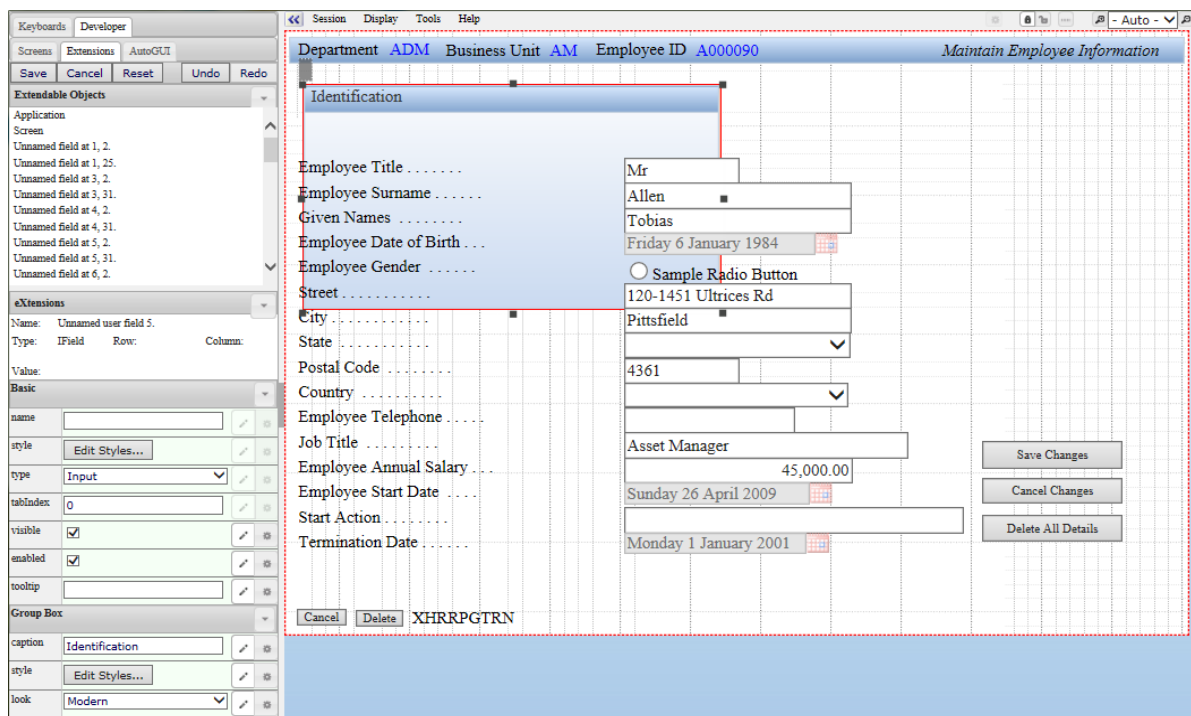 Keyboards Developer
Session Display Tools Help
- Auto -
Screens Extensions AutoGUI
Save Cancel Reset Undo Redo
Extendable Objects
Application
Screen
Unnamed field at 1, 2.
Unnamed field at 1, 25.
Unnamed field at 3, 2.
Unnamed field at 3, 31.
Unnamed field at 4, 2.
Unnamed field at 4, 31.
Unnamed field at 5, 2.
Unnamed field at 5, 31.
Unnamed field at 6, 2.
eXtensions
Name: Unnamed user field 5.
Type: IField Row: Column:
Value:
Basic
name
style Edit Styles...
type Input
tabIndex 0
visible
enabled
tooltip
Group Box
caption Identification
style Edit Styles...
look Modern
Department ADM Business Unit AM Employee ID A000090 Maintain Employee Information
Identification
Employee Title . . . . . . . Mr
Employee Surname . . . . . . Allen
Given Names . . . . . . . . Tobias
Employee Date of Birth . . . Friday 6 January 1984
Employee Gender . . . . . . Sample Radio Button
Street . . . . . . . . . . . 120-1451 Ultrices Rd
City . . . . . . . . . . . . Pittsfield
State . . . . . . . . . . .
Postal Code . . . . . . . . 4361
Country . . . . . . . . . .
Employee Telephone . . . . .
Job Title . . . . . . . . . Asset Manager
Employee Annual Salary . . . 45,000.00
Employee Start Date . . . . Sunday 26 April 2009
Start Action . . . . . . . .
Termination Date . . . . . . Monday 1 January 2001
Save Changes
Cancel Changes
Delete All Details
Cancel Delete XHRRPGTRN